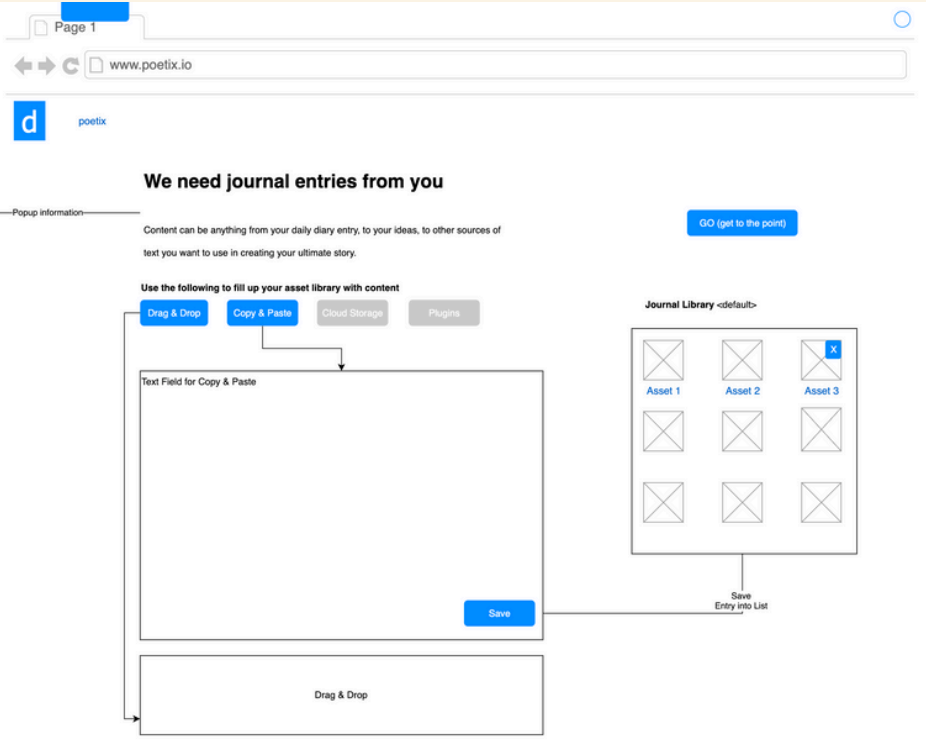 Page 1
www.poetix.io
d
poetix
We need journal entries from you
Popup information
Content can be anything from your daily diary entry, to your ideas, to other sources of
text you want to use in creating your ultimate story.
GO (get to the point)
Use the following to fill up your asset library with content
Drag & Drop
Copy & Paste
Cloud Storage
Plugins
Journal Library <default>
Text Field for Copy & Paste
X
Asset 1
Asset 2
Asset 3
Save
Save
Entry into List
Drag & Drop